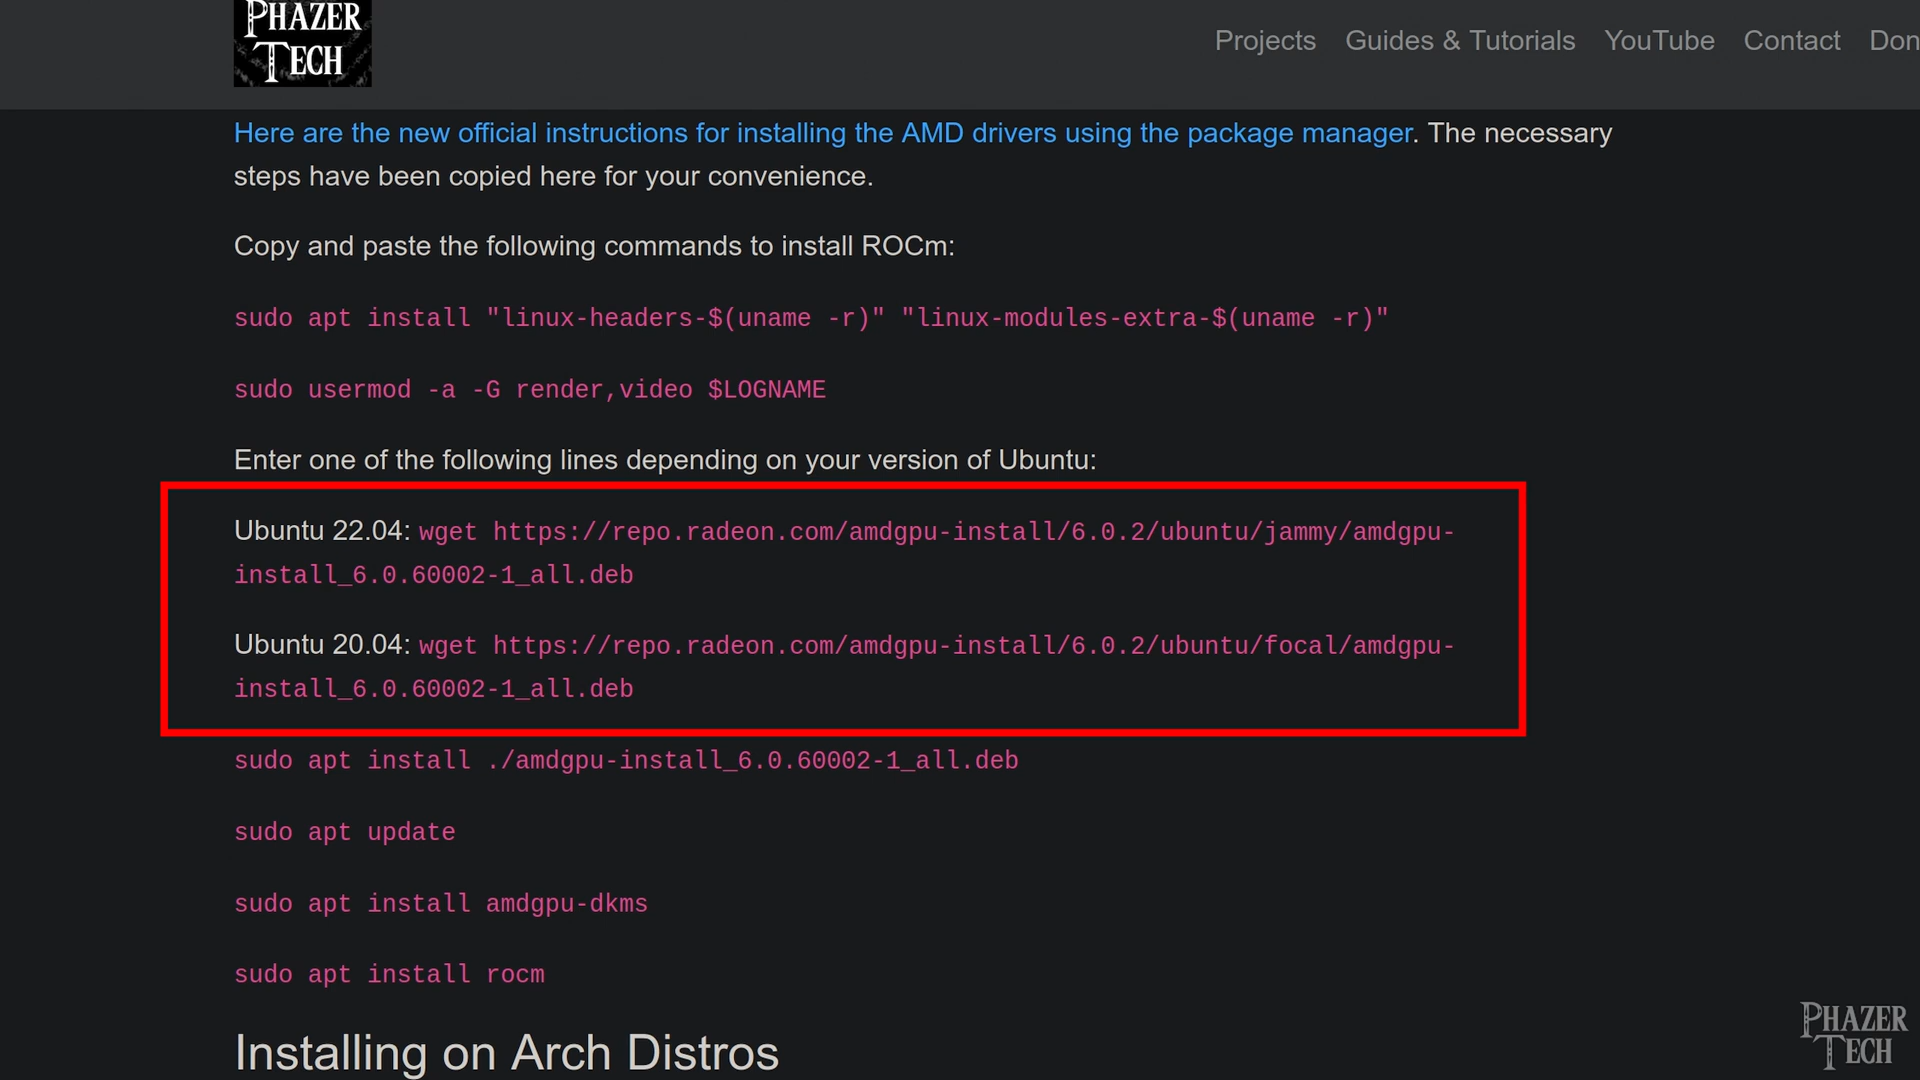 PHAZER
TECH
Projects Guides & Tutorials YouTube Contact Don
Here are the new official instructions for installing the AMD drivers using the package manager. The necessary
steps have been copied here for your convenience.
Copy and paste the following commands to install ROCm:
sudo apt install "linux-headers-$(uname -r)" "linux-modules-extra-$(uname -r)"
sudo usermod -a -G render,video $LOGNAME
Enter one of the following lines depending on your version of Ubuntu:
Ubuntu 22.04: wget https://repo.radeon.com/amdgpu-install/6.0.2/ubuntu/jammy/amdgpu-
install_6.0.60002-1_all.deb
Ubuntu 20.04: wget https://repo.radeon.com/amdgpu-install/6.0.2/ubuntu/focal/amdgpu-
install_6.0.60002-1_all.deb
sudo apt install ./amdgpu-install_6.0.60002-1_all.deb
sudo apt update
sudo apt install amdgpu-dkms
sudo apt install rocm
Installing on Arch Distros
PHAZER
TECH